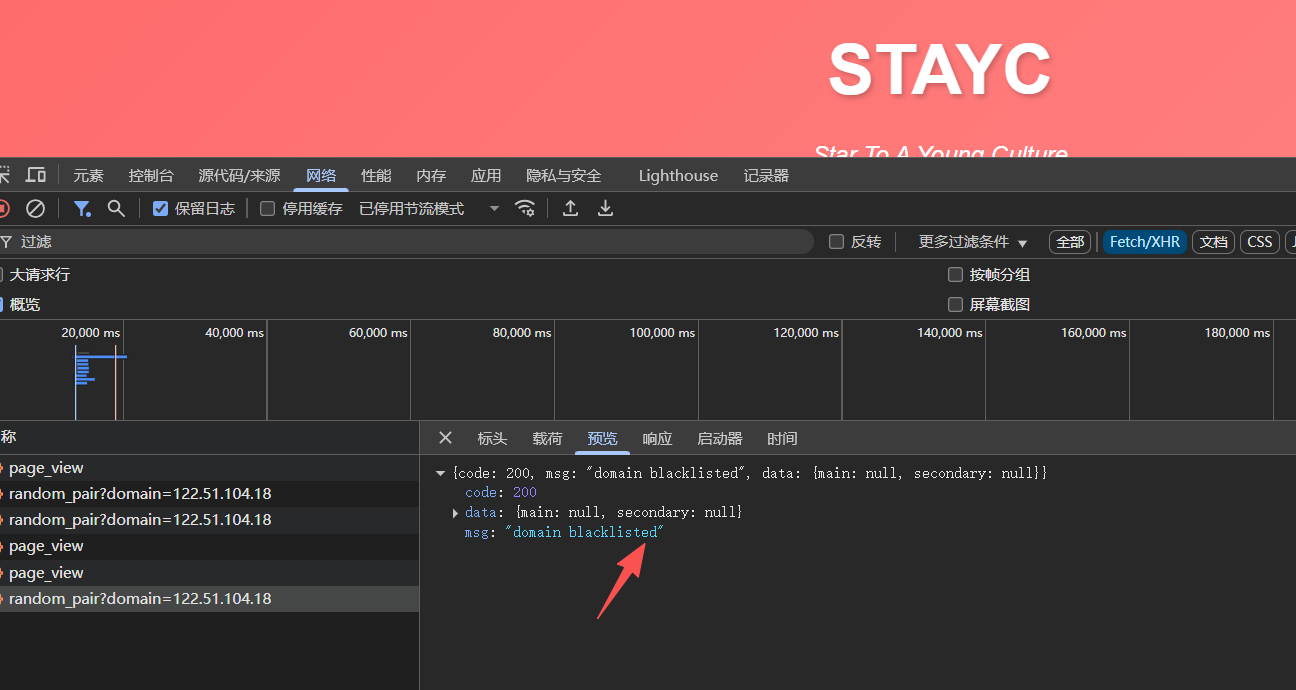 STAYC
Star To A Young Culture
元素 控制台 源代码/来源 网络 性能 内存 应用 隐私与安全 Lighthouse 记录器
保留日志 停用缓存 已停用节流模式
过滤 反转 更多过滤条件 全部 Fetch/XHR 文档 CSS
大请求行 按帧分组
概览 屏幕截图
20,000 ms 40,000 ms 60,000 ms 80,000 ms 100,000 ms 120,000 ms 140,000 ms 160,000 ms 180,000 ms
称 标头 载荷 预览 响应 启动器 时间
page_view
random_pair?domain=122.51.104.18
random_pair?domain=122.51.104.18
page_view
page_view
random_pair?domain=122.51.104.18
{code: 200, msg: "domain blacklisted", data: {main: null, secondary: null}}
code: 200
data: {main: null, secondary: null}
msg: "domain blacklisted"